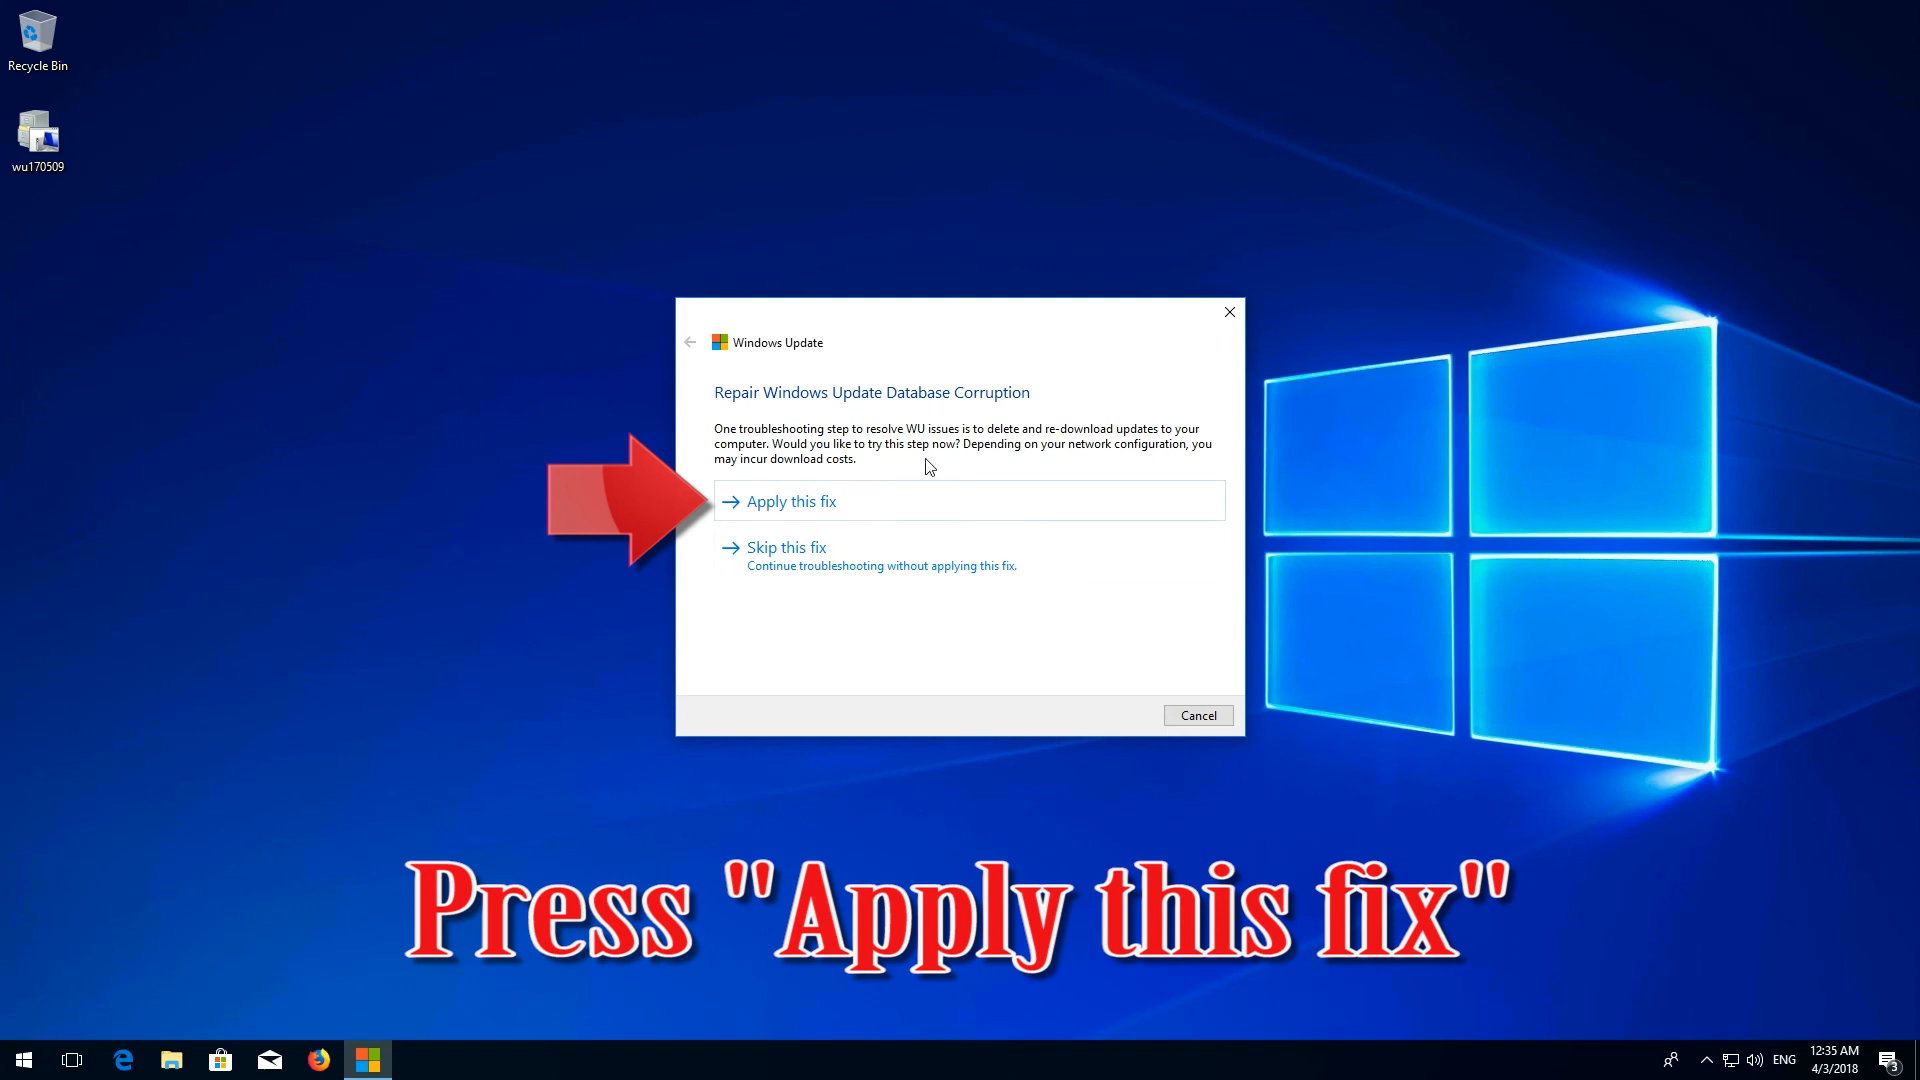 Recycle Bin
wu170509
Windows Update
Repair Windows Update Database Corruption
One troubleshooting step to resolve WU issues is to delete and re-download updates to your
computer. Would you like to try this step now? Depending on your network configuration, you
may incur download costs.
Apply this fix
Skip this fix
Continue troubleshooting without applying this fix.
Cancel
Press "Apply this fix"
ENG
12:35 AM
4/3/2018
3